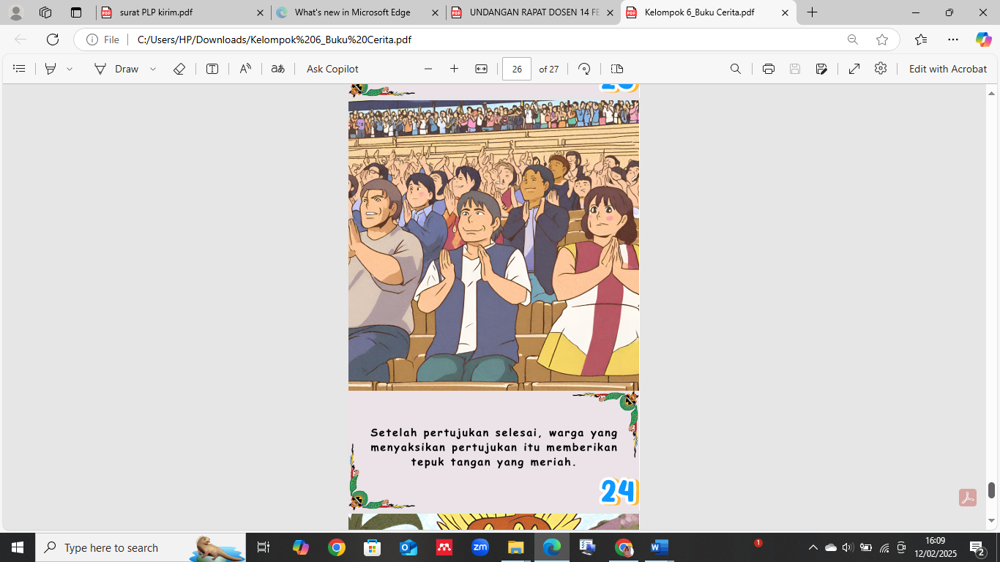 surat PLP kirim.pdf
What's new in Microsoft Edge
UNDANGAN RAPAT DOSEN 14 FE
Kelompok 6_Buku Cerita.pdf
File
C:/Users/HP/Downloads/Kelompok%206_Buku%20Cerita.pdf
Draw
Ask Copilot
26
of 27
Edit with Acrobat
Setelah pertujukan selesai, warga yang
menyaksikan pertujukan itu memberikan
tepuk tangan yang meriah.
24
Type here to search
zm
1
16:09
12/02/2025
2